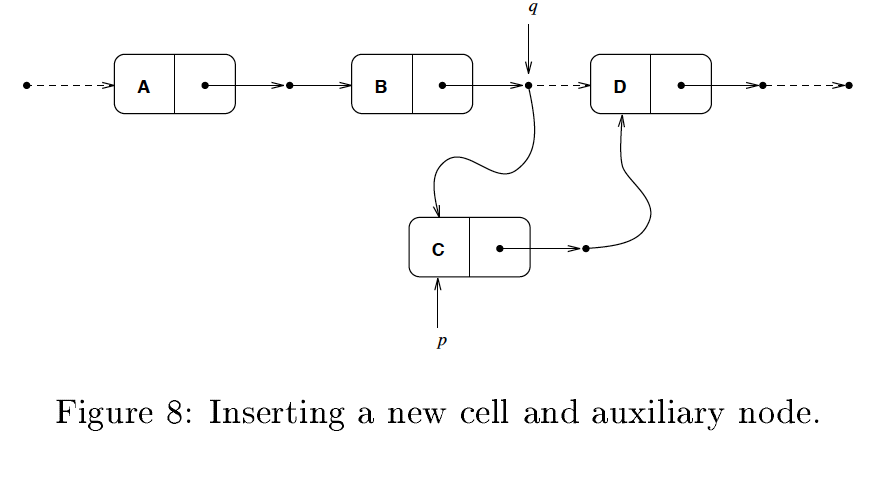 q
A
B
D
C
p
Figure 8: Inserting a new cell and auxiliary node.